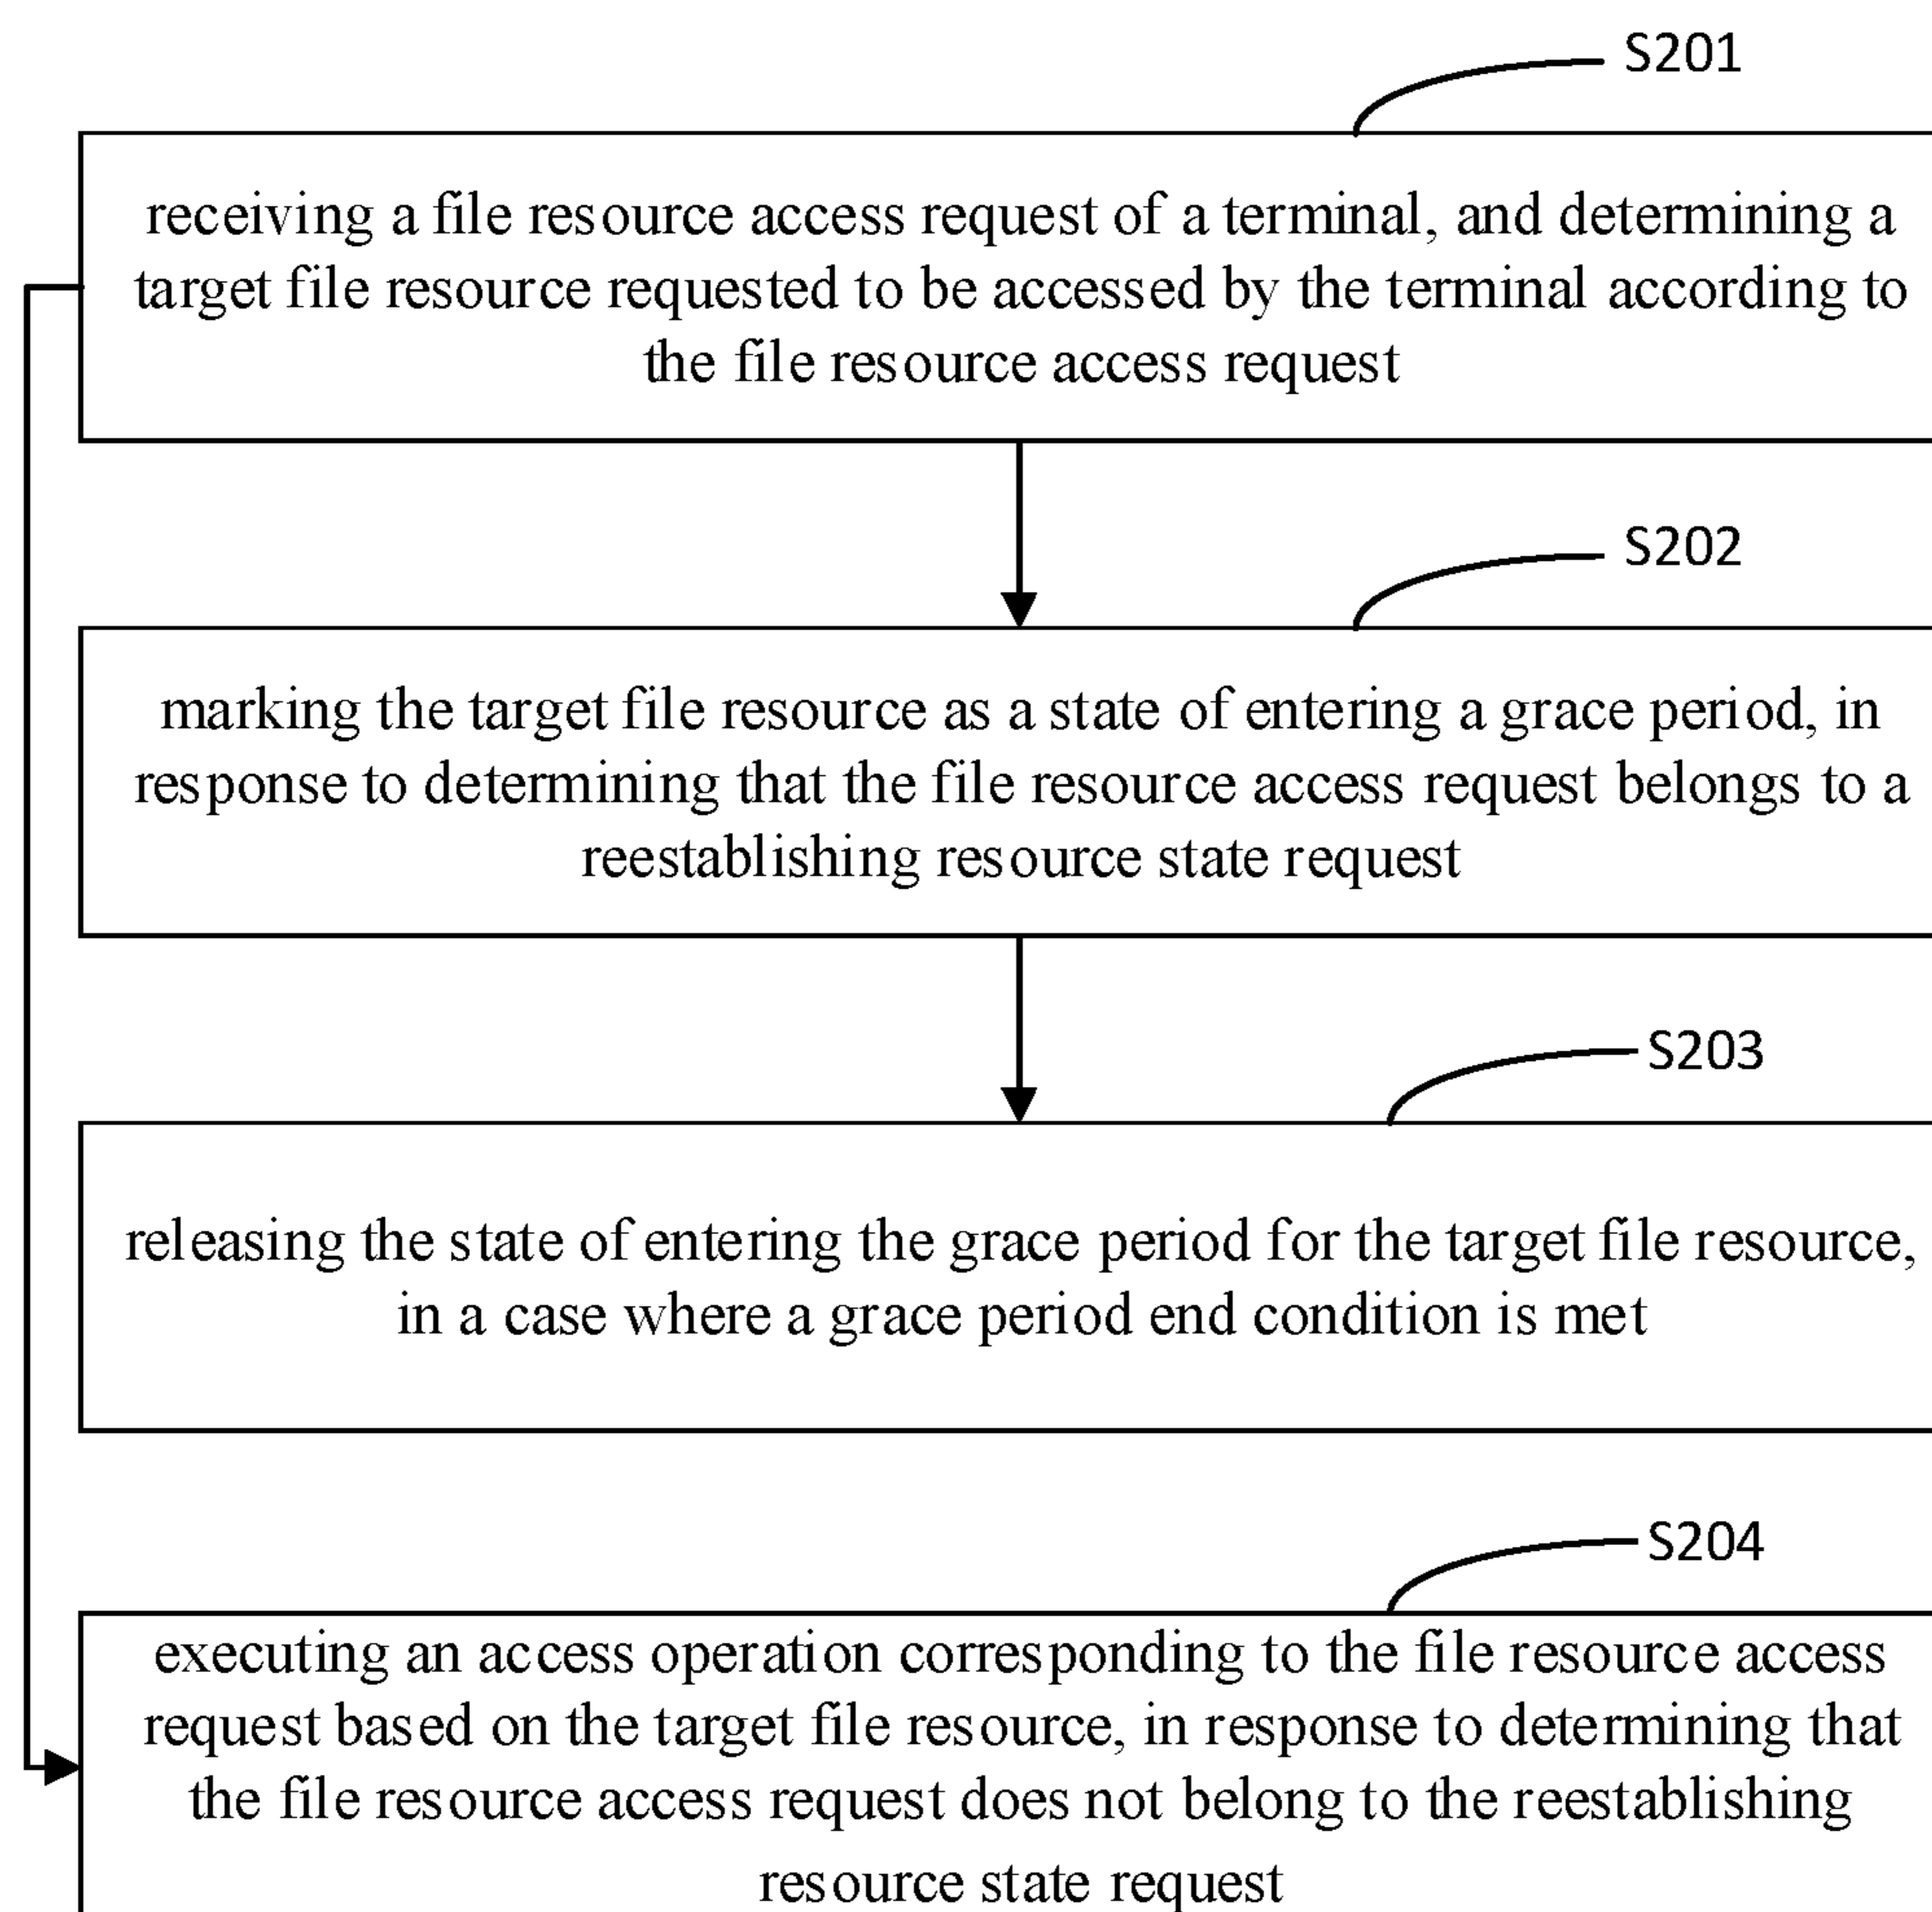 S201
receiving a file resource access request of a terminal, and determining a
target file resource requested to be accessed by the terminal according to
the file resource access request
S202
marking the target file resource as a state of entering a grace period, in
response to determining that the file resource access request belongs to a
reestablishing resource state request
S203
releasing the state of entering the grace period for the target file resource,
in a case where a grace period end condition is met
S204
executing an access operation corresponding to the file resource access
request based on the target file resource, in response to determining that
the file resource access request does not belong to the reestablishing
resource state request